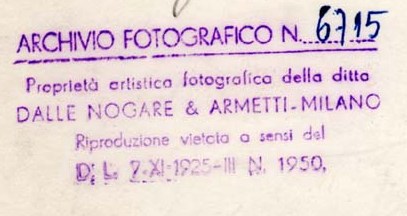 ARCHIVIO FOTOGRAFICO N. 6715
Proprietà artistica fotografica della ditta
DALLE NOGARE & ARMETTI-MILANO
Riproduzione vietata a sensi del
D. L. 7-XI-1925-III N. 1950.